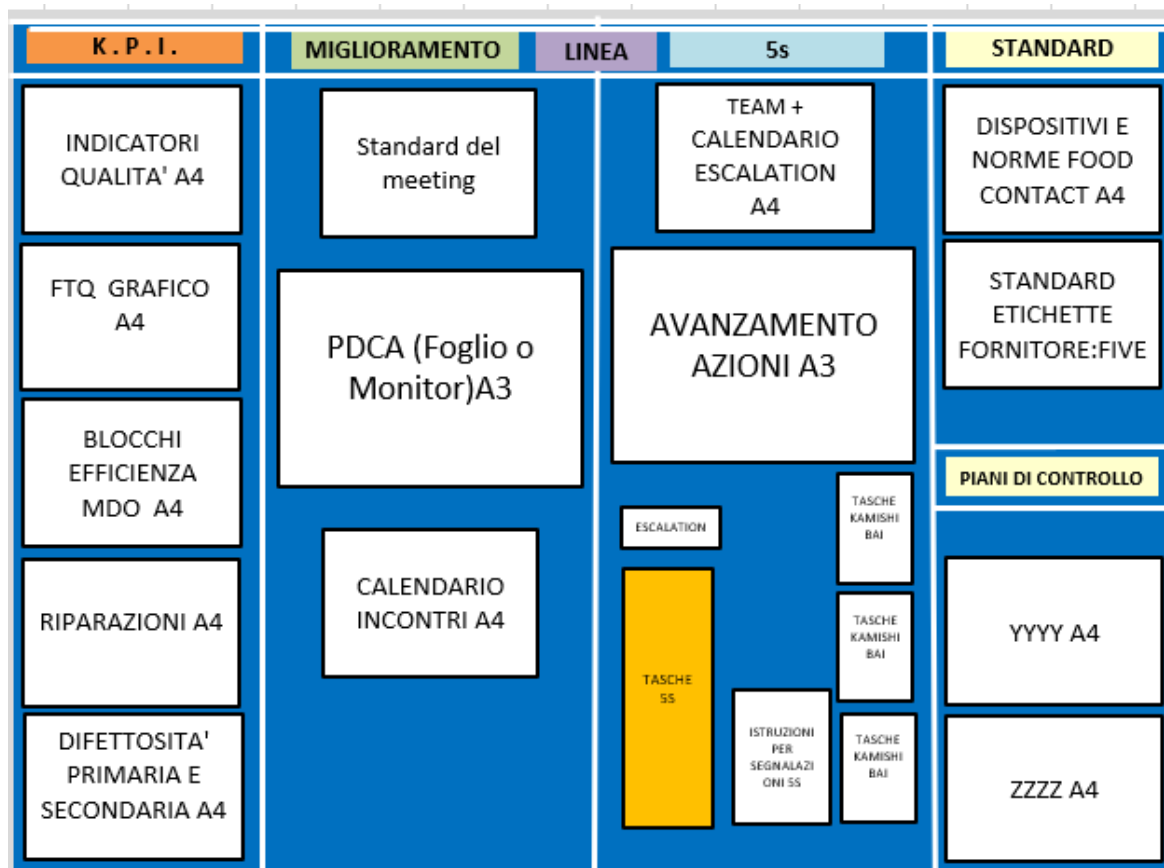 K.P.I.
MIGLIORAMENTO
LINEA
5s
STANDARD
INDICATORI
QUALITA' A4
FTQ GRAFICO
A4
BLOCCHI
EFFICIENZA
MDO A4
RIPARAZIONI A4
DIFETTOSITA'
PRIMARIA E
SECONDARIA A4
Standard del
meeting
PDCA (Foglio o
Monitor)A3
CALENDARIO
INCONTRI A4
TEAM +
CALENDARIO
ESCALATION
A4
AVANZAMENTO
AZIONI A3
ESCALATION
TASCHE
5S
ISTRUZIONI
PER
SEGNALAZI
ONI 5S
TASCHE
KAMISHI
BAI
TASCHE
KAMISHI
BAI
TASCHE
KAMISHI
BAI
DISPOSITIVI E
NORME FOOD
CONTACT A4
STANDARD
ETICHETTE
FORNITORE:FIVE
PIANI DI CONTROLLO
YYYY A4
ZZZZ A4